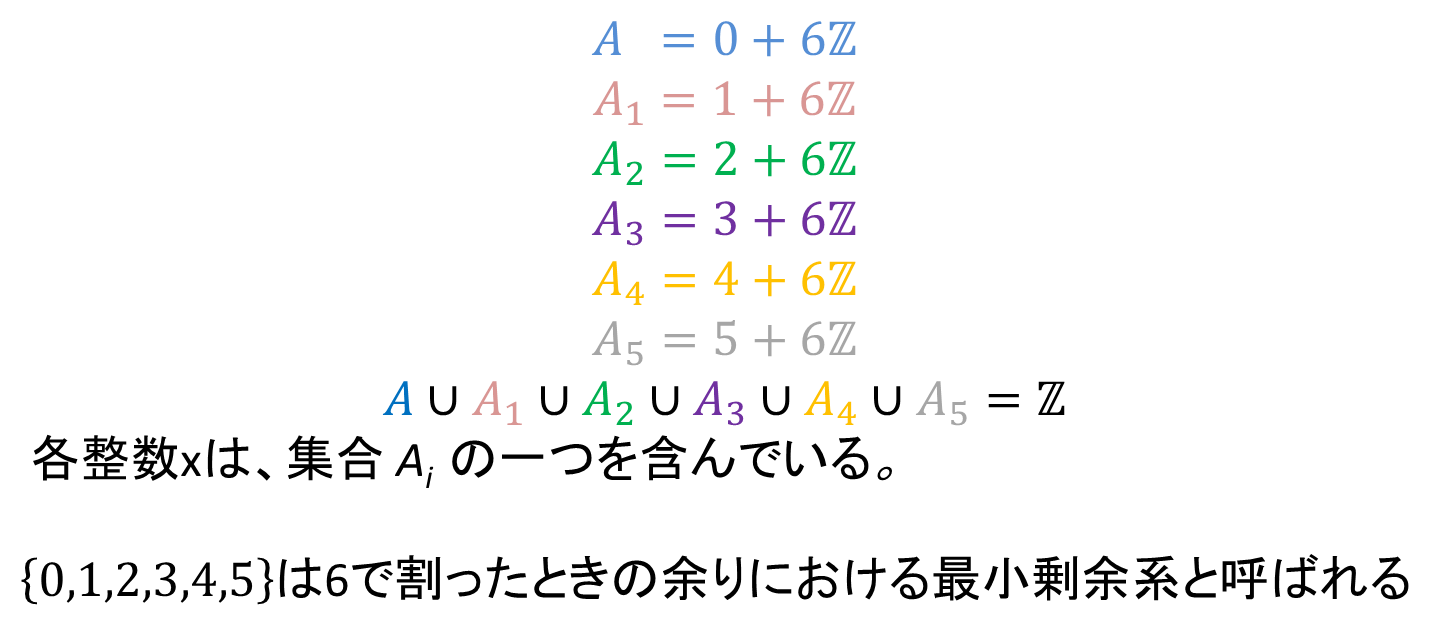 A = 0 + 6ℤ
A₁ = 1 + 6ℤ
A₂ = 2 + 6ℤ
A₃ = 3 + 6ℤ
A₄ = 4 + 6ℤ
A₅ = 5 + 6ℤ
A ∪ A₁ ∪ A₂ ∪ A₃ ∪ A₄ ∪ A₅ = ℤ
各整数xは、集合 Aᵢ の一つを含んでいる。
{0,1,2,3,4,5}は6で割ったときの余りにおける最小剰余系と呼ばれる